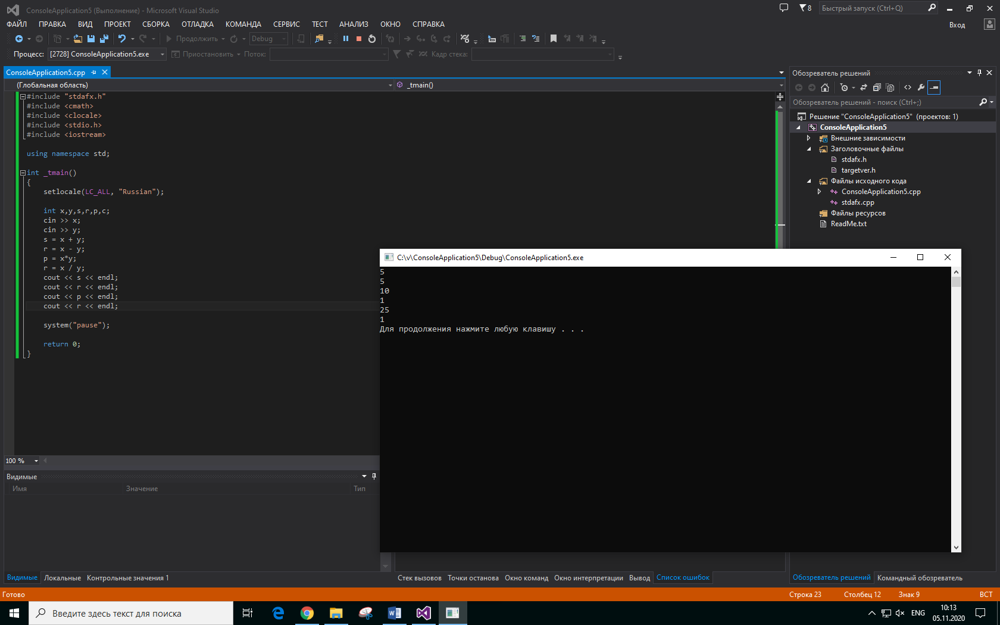 ConsoleApplication5 (Выполнение) - Microsoft Visual Studio
8
Быстрый запуск (Ctrl+Q)
ФАЙЛ ПРАВКА ВИД ПРОЕКТ СБОРКА ОТЛАДКА КОМАНДА СЕРВИС ТЕСТ АНАЛИЗ ОКНО СПРАВКА
Вход
Продолжить Debug
Процесс: [2728] ConsoleApplication5.exe Приостановить Поток: Кадр стека:
ConsoleApplication5.cpp
(Глобальная область) _tmain()
#include "stdafx.h"
#include <cmath>
#include <clocale>
#include <stdio.h>
#include <iostream>
using namespace std;
int _tmain()
{
setlocale(LC_ALL, "Russian");
int x,y,s,r,p,c;
cin >> x;
cin >> y;
s = x + y;
r = x - y;
p = x*y;
r = x / y;
cout << s << endl;
cout << r << endl;
cout << p << endl;
cout << r << endl;
system("pause");
return 0;
}
100 %
C:\v\ConsoleApplication5\Debug\ConsoleApplication5.exe
5
5
10
1
25
1
Для продолжения нажмите любую клавишу . . .
Обозреватель решений
Обозреватель решений - поиск (Ctrl+;)
Решение "ConsoleApplication5" (проектов: 1)
ConsoleApplication5
Внешние зависимости
Заголовочные файлы
stdafx.h
targetver.h
Файлы исходного кода
ConsoleApplication5.cpp
stdafx.cpp
Файлы ресурсов
ReadMe.txt
Видимые
Имя Значение Тип
Видимые Локальные Контрольные значения 1
Стек вызовов Точки останова Окно команд Окно интерпретации Вывод Список ошибок
Обозреватель решений Командный обозреватель
Готово
Строка 23 Столбец 12 Знак 9 ВСТ
Введите здесь текст для поиска
ENG
10:13
05.11.2020